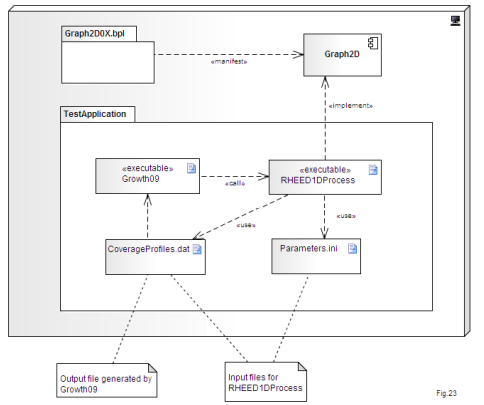 Graph2D0X.bpl
Graph2D
«manifest»
«implement»
TestApplication
«executable»
Growth09
«call»
«executable»
RHEED1DProcess
«use»
«use»
CoverageProfiles.dat
Parameters.ini
Output file generated by
Growth09
Input files for
RHEED1DProcess
Fig.23